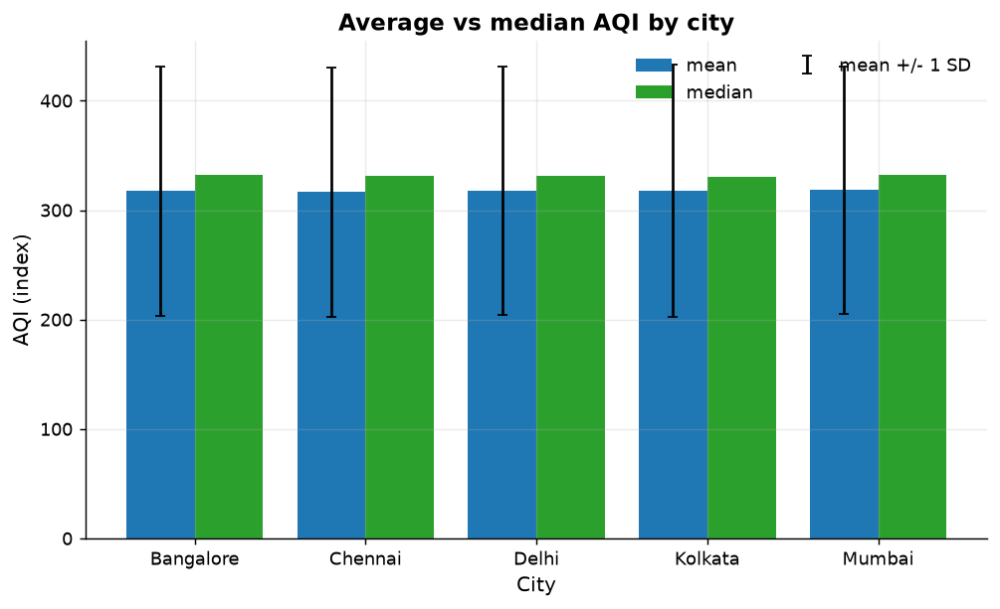 Average vs median AQI by city
mean
median
mean +/- 1 SD
AQI (index)
400
300
200
100
0
Bangalore
Chennai
Delhi
Kolkata
Mumbai
City